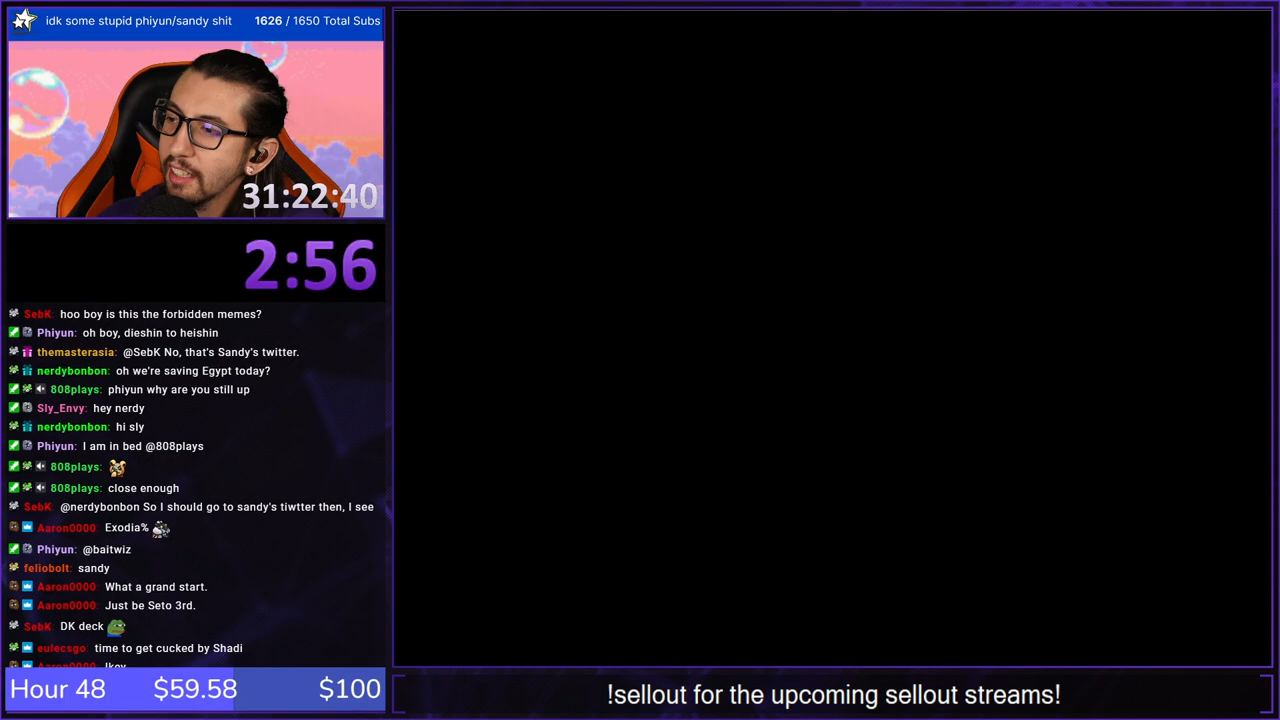 idk some stupid phiyun/sandy shit 1626 / 1650 Total Subs
31:22:40
2:56
SebK: hoo boy is this the forbidden memes?
Phiyun: oh boy, dieshin to heishin
themasterasia: @SebK No, that's Sandy's twitter.
nerdybonbon: oh we're saving Egypt today?
808plays: phiyun why are you still up
Sly_Envy: hey nerdy
nerdybonbon: hi sly
Phiyun: I am in bed @808plays
808plays:
808plays: close enough
SebK: @nerdybonbon So I should go to sandy's tiwtter then, I see
Aaron0000: Exodia%
Phiyun: @baitwiz
feliobolt: sandy
Aaron0000: What a grand start.
Aaron0000: Just be Seto 3rd.
SebK: DK deck
eulecsgo: time to get cucked by Shadi
Hour 48 $59.58 $100
!sellout for the upcoming sellout streams!